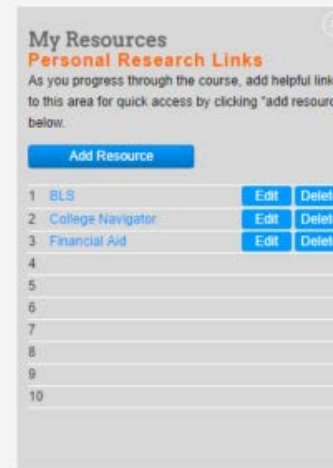 My Resources
Personal Research Links
As you progress through the course, add helpful link
to this area for quick access by clicking "add resourc
below.
Add Resource
1 BLS Edit Delet
2 College Navigator Edit Delet
3 Financial Aid Edit Delet
4
5
6
7
8
9
10